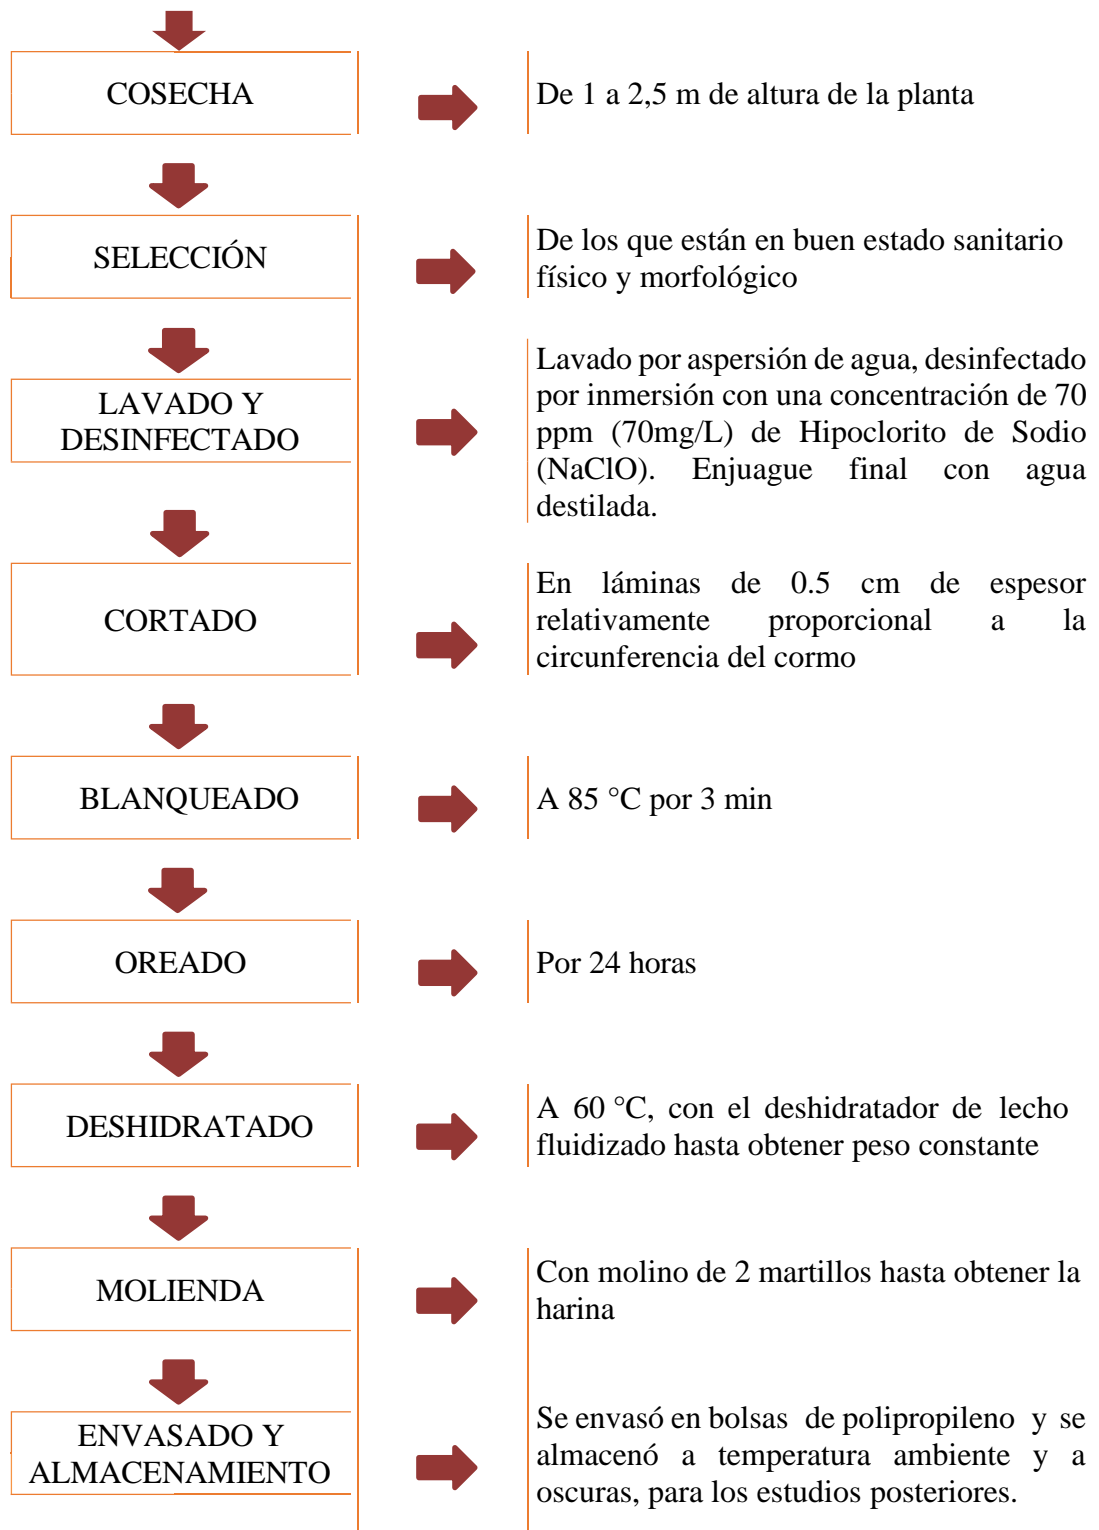 COSECHA
De 1 a 2,5 m de altura de la planta
SELECCIÓN
De los que están en buen estado sanitario
físico y morfológico
LAVADO Y
DESINFECTADO
Lavado por aspersión de agua, desinfectado
por inmersión con una concentración de 70
ppm (70mg/L) de Hipoclorito de Sodio
(NaClO). Enjuague final con agua
destilada.
CORTADO
En láminas de 0.5 cm de espesor
relativamente proporcional a la
circunferencia del cormo
BLANQUEADO
A 85 °C por 3 min
OREADO
Por 24 horas
DESHIDRATADO
A 60 °C, con el deshidratador de lecho
fluidizado hasta obtener peso constante
MOLIENDA
Con molino de 2 martillos hasta obtener la
harina
ENVASADO Y
ALMACENAMIENTO
Se envasó en bolsas de polipropileno y se
almacenó a temperatura ambiente y a
oscuras, para los estudios posteriores.